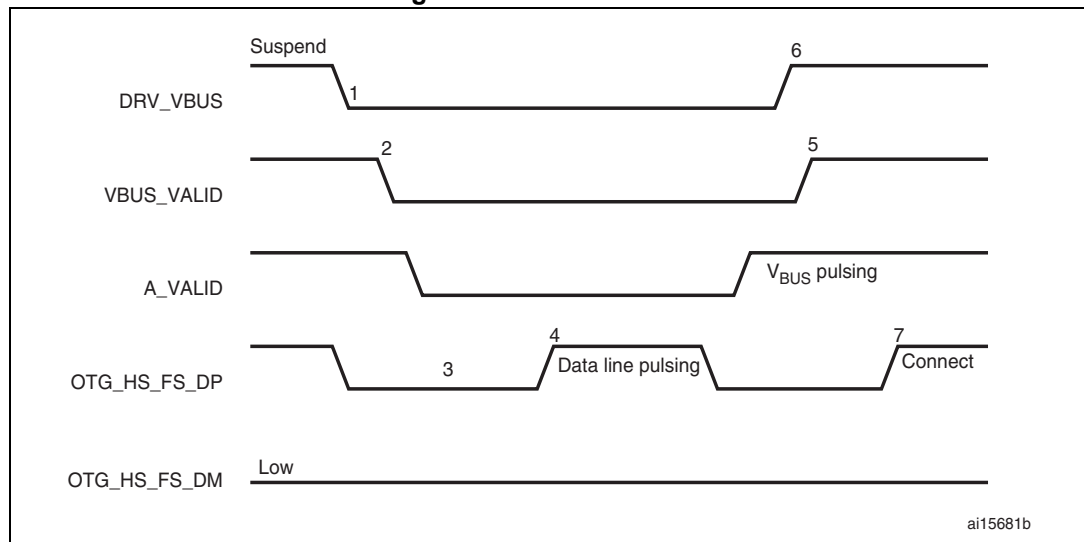 Suspend
6
DRV_VBUS
1
2
5
VBUS_VALID
A_VALID
VBUS pulsing
4
7
OTG_HS_FS_DP
3
Data line pulsing
Connect
OTG_HS_FS_DM
Low
ai15681b